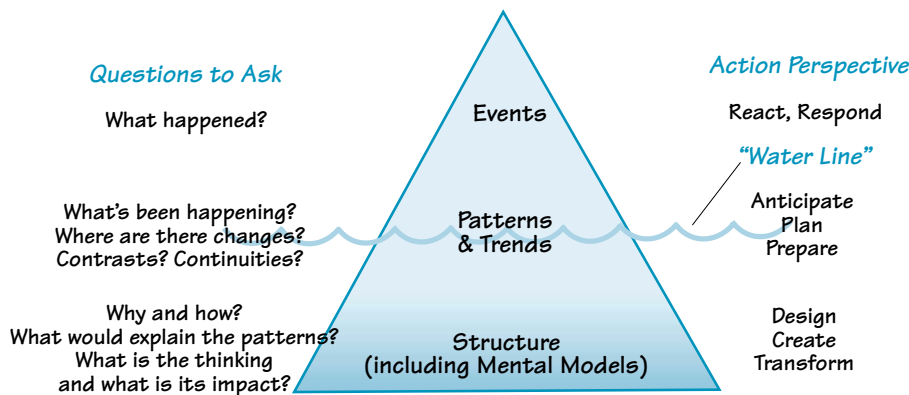 Questions to Ask
Action Perspective
What happened?
Events
React, Respond
“Water Line”
What’s been happening?
Where are there changes?
Contrasts? Continuities?
Patterns
& Trends
Anticipate
Plan
Prepare
Why and how?
What would explain the patterns?
What is the thinking
and what is its impact?
Structure
(including Mental Models)
Design
Create
Transform